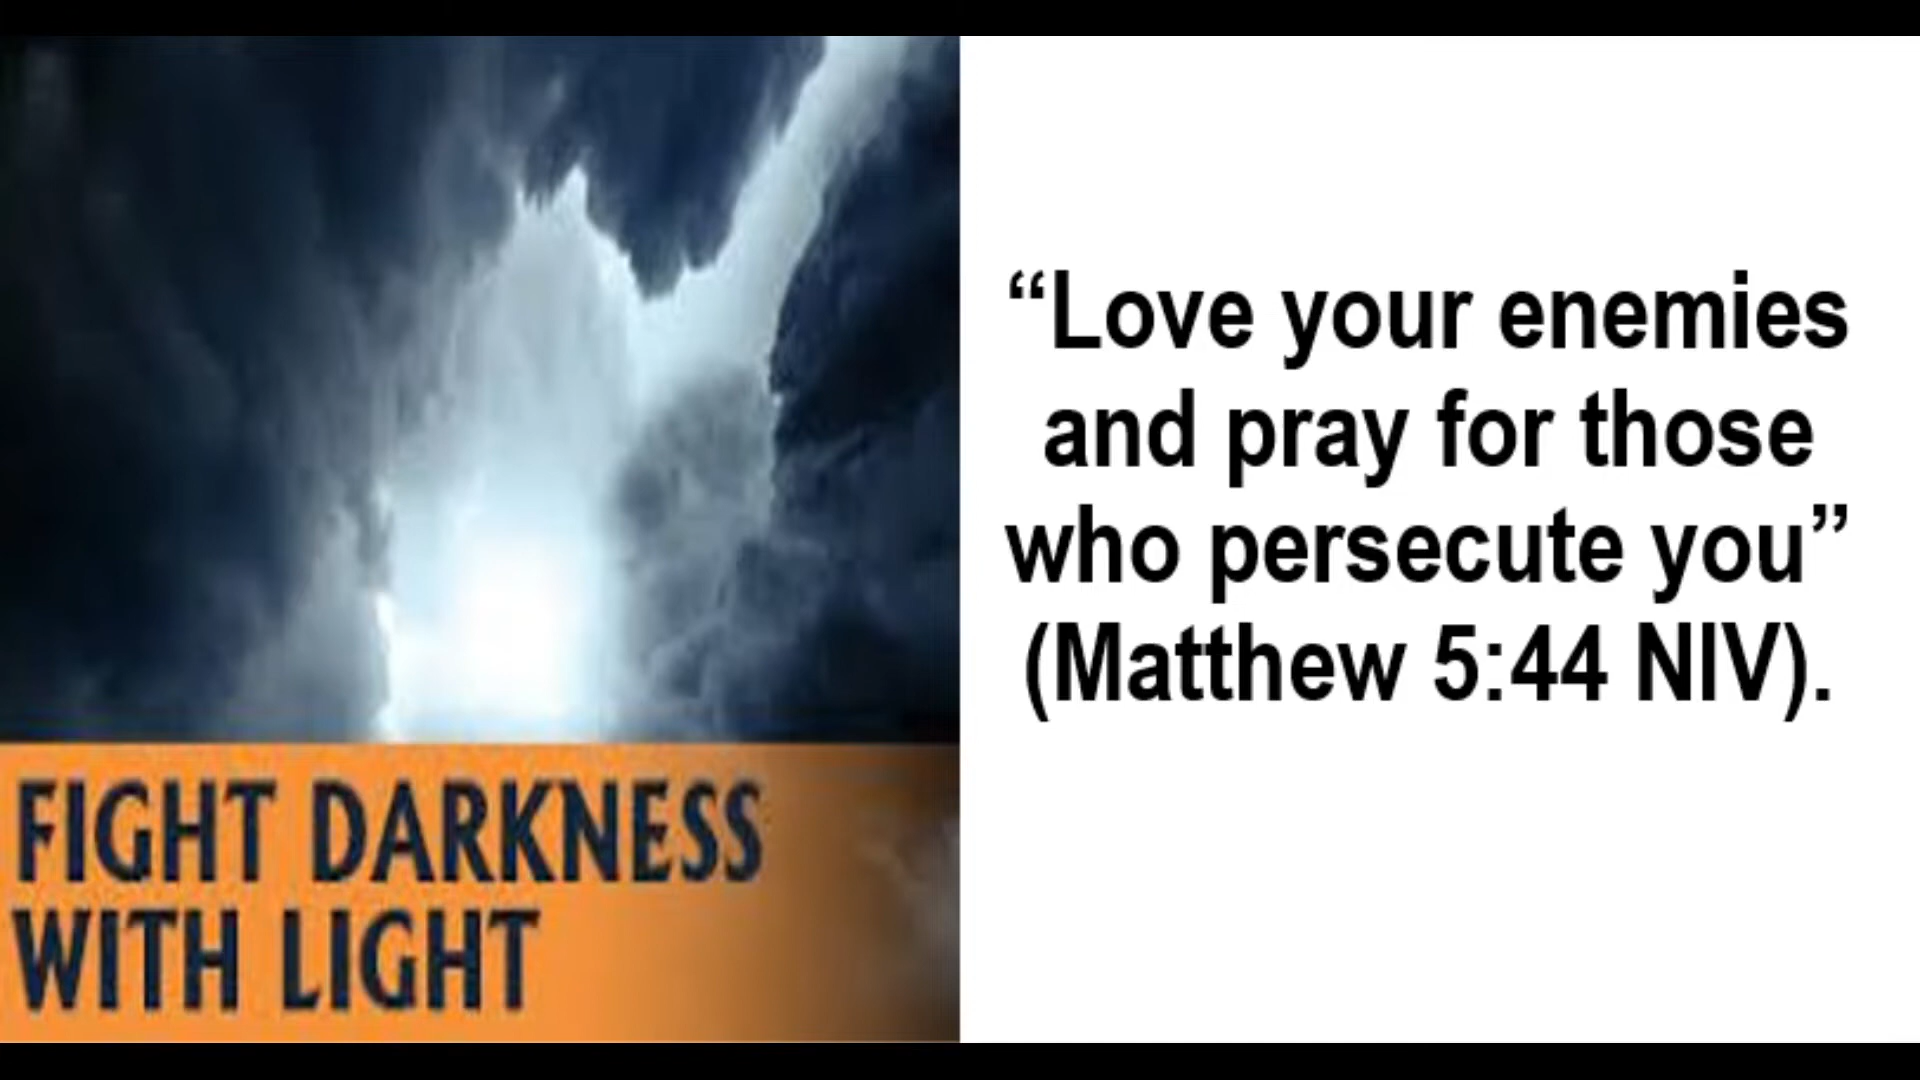 FIGHT DARKNESS
WITH LIGHT
“Love your enemies
and pray for those
who persecute you”
(Matthew 5:44 NIV).